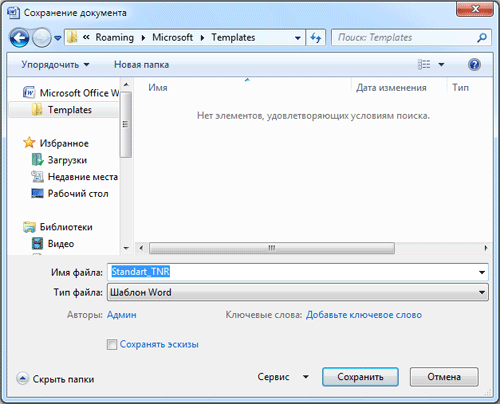 Сохранение документа
« Roaming Microsoft Templates Поиск: Templates
Упорядочить Новая папка
Microsoft Office W
Templates
Избранное
Загрузки
Недавние места
Рабочий стол
Библиотеки
Видео
Имя Дата изменения Тип
Нет элементов, удовлетворяющих условиям поиска.
Имя файла: Standart_TNR
Тип файла: Шаблон Word
Авторы: Админ Ключевые слова: Добавьте ключевое слово
Сохранять эскизы
Скрыть папки Сервис Сохранить Отмена